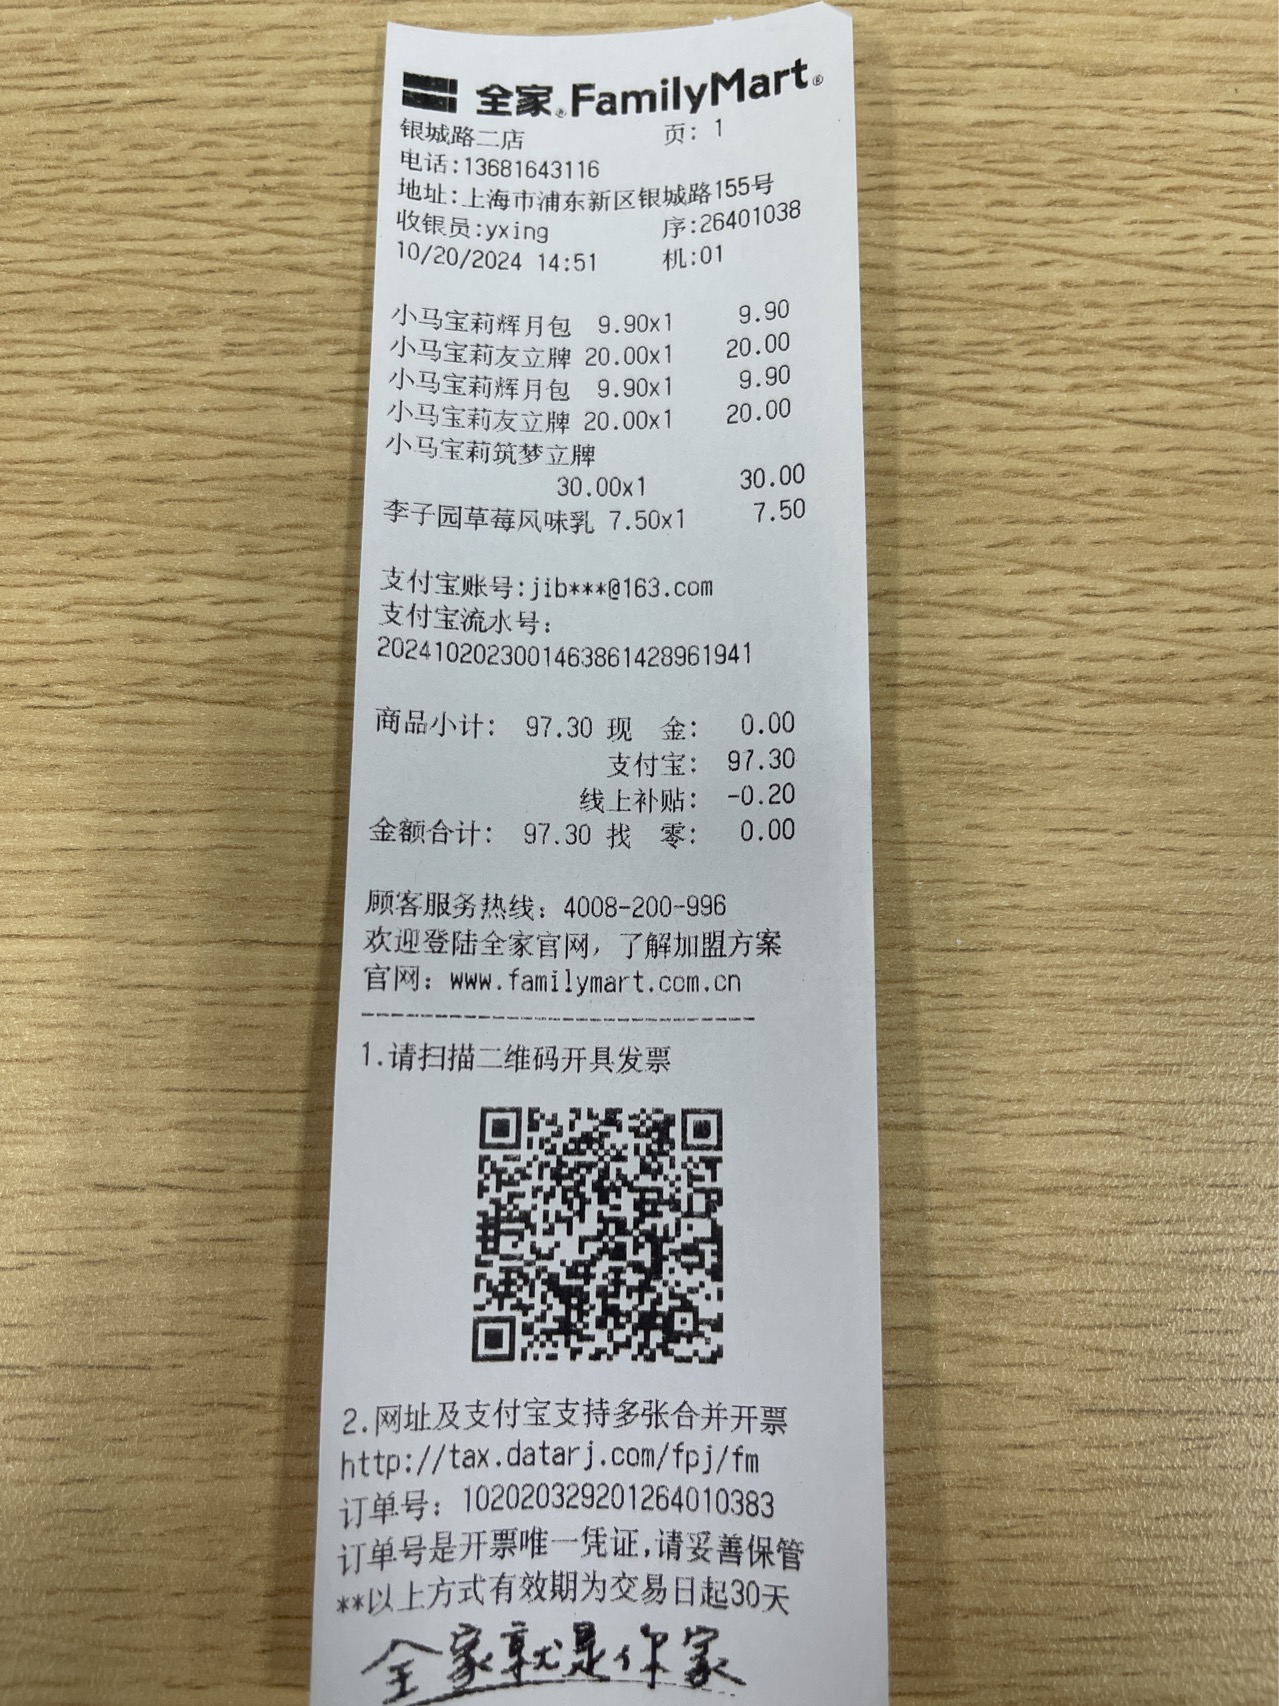 全家 FamilyMart
银城路二店 页: 1
电话:13681643116
地址:上海市浦东新区银城路155号
收银员:yxing 序:26401038
10/20/2024 14:51 机:01
小马宝莉辉月包 9.90x1 9.90
小马宝莉友立牌 20.00x1 20.00
小马宝莉辉月包 9.90x1 9.90
小马宝莉友立牌 20.00x1 20.00
小马宝莉筑梦立牌
30.00x1 30.00
李子园草莓风味乳 7.50x1 7.50
支付宝账号:jib***@163.com
支付宝流水号:
2024102023001463861428961941
商品小计: 97.30 现 金: 0.00
支付宝: 97.30
线上补贴: -0.20
金额合计: 97.30 找 零: 0.00
顾客服务热线: 4008-200-996
欢迎登陆全家官网, 了解加盟方案
官网: www.familymart.com.cn
1.请扫描二维码开具发票
2.网址及支付宝支持多张合并开票
http://tax.datarj.com/fpj/fm
订单号: 102020329201264010383
订单号是开票唯一凭证,请妥善保管
**以上方式有效期为交易日起30天
全家就是你家